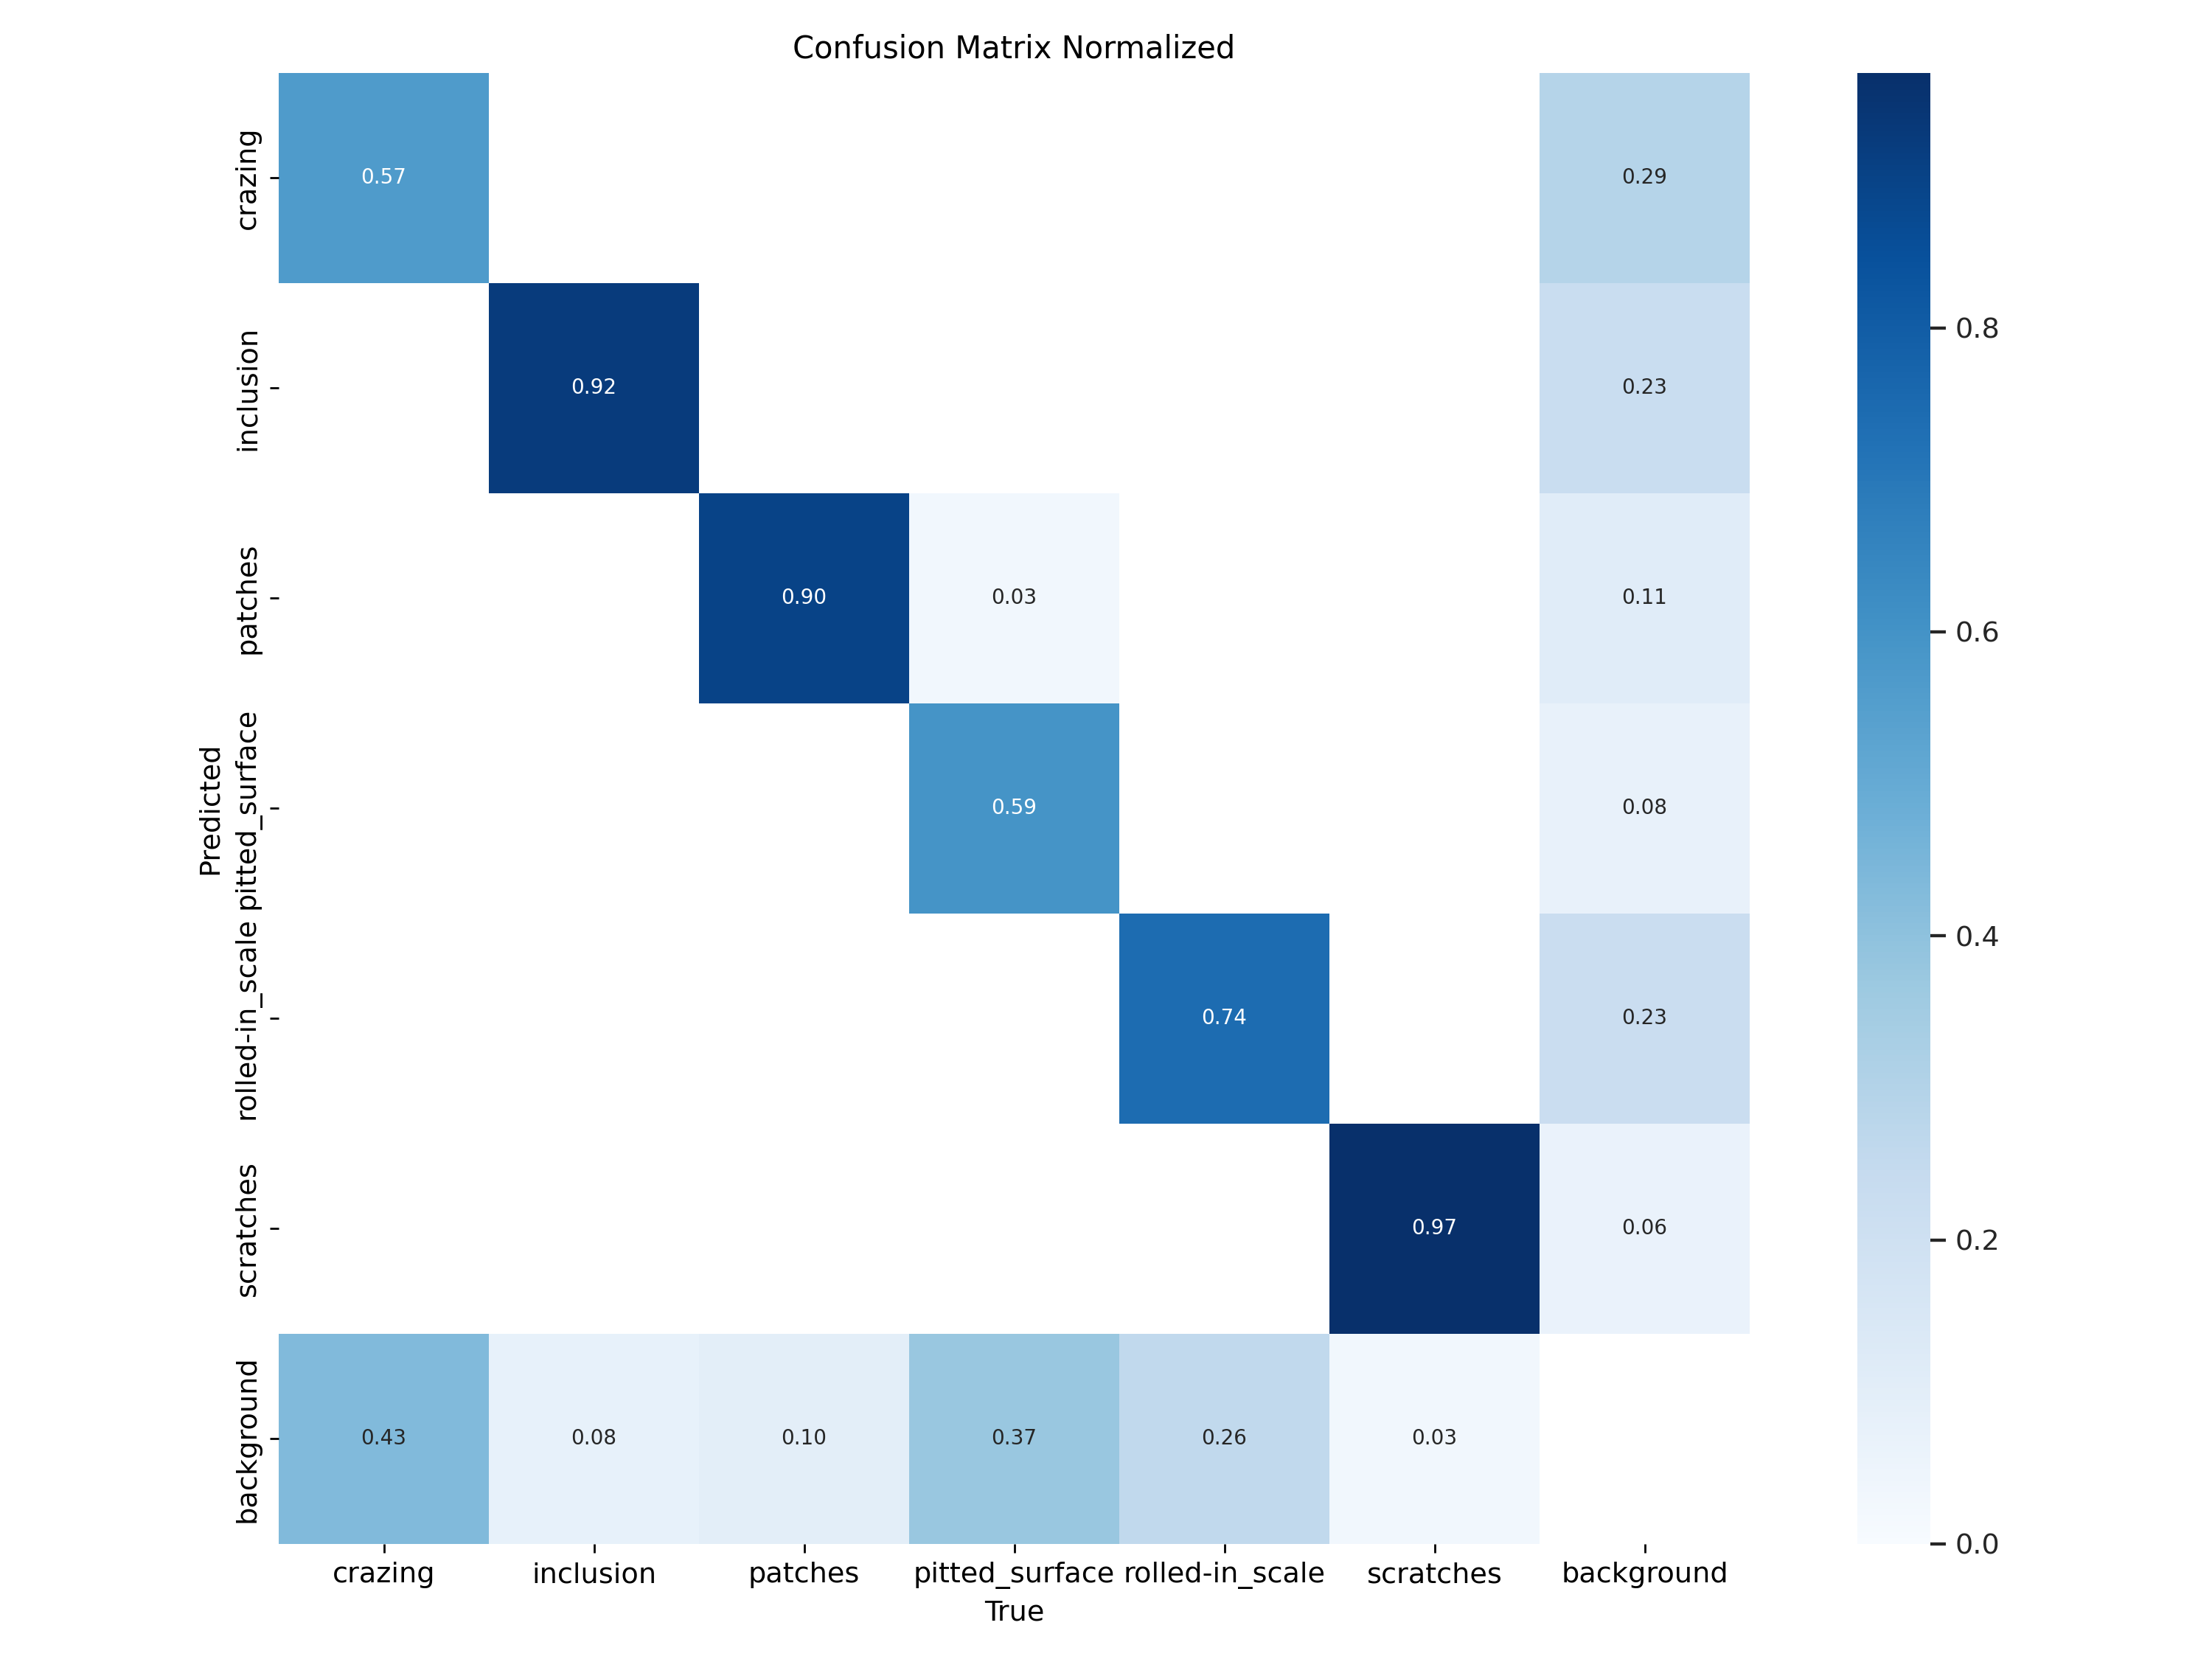 Confusion Matrix Normalized
crazing
0.57
0.29
inclusion
0.92
0.23
0.8
patches
0.90
0.03
0.11
0.6
Predicted
pitted_surface
0.59
0.08
0.4
rolled-in_scale
0.74
0.23
scratches
0.97
0.06
0.2
background
0.43
0.08
0.10
0.37
0.26
0.03
0.0
crazing inclusion patches pitted_surface rolled-in_scale scratches background
True